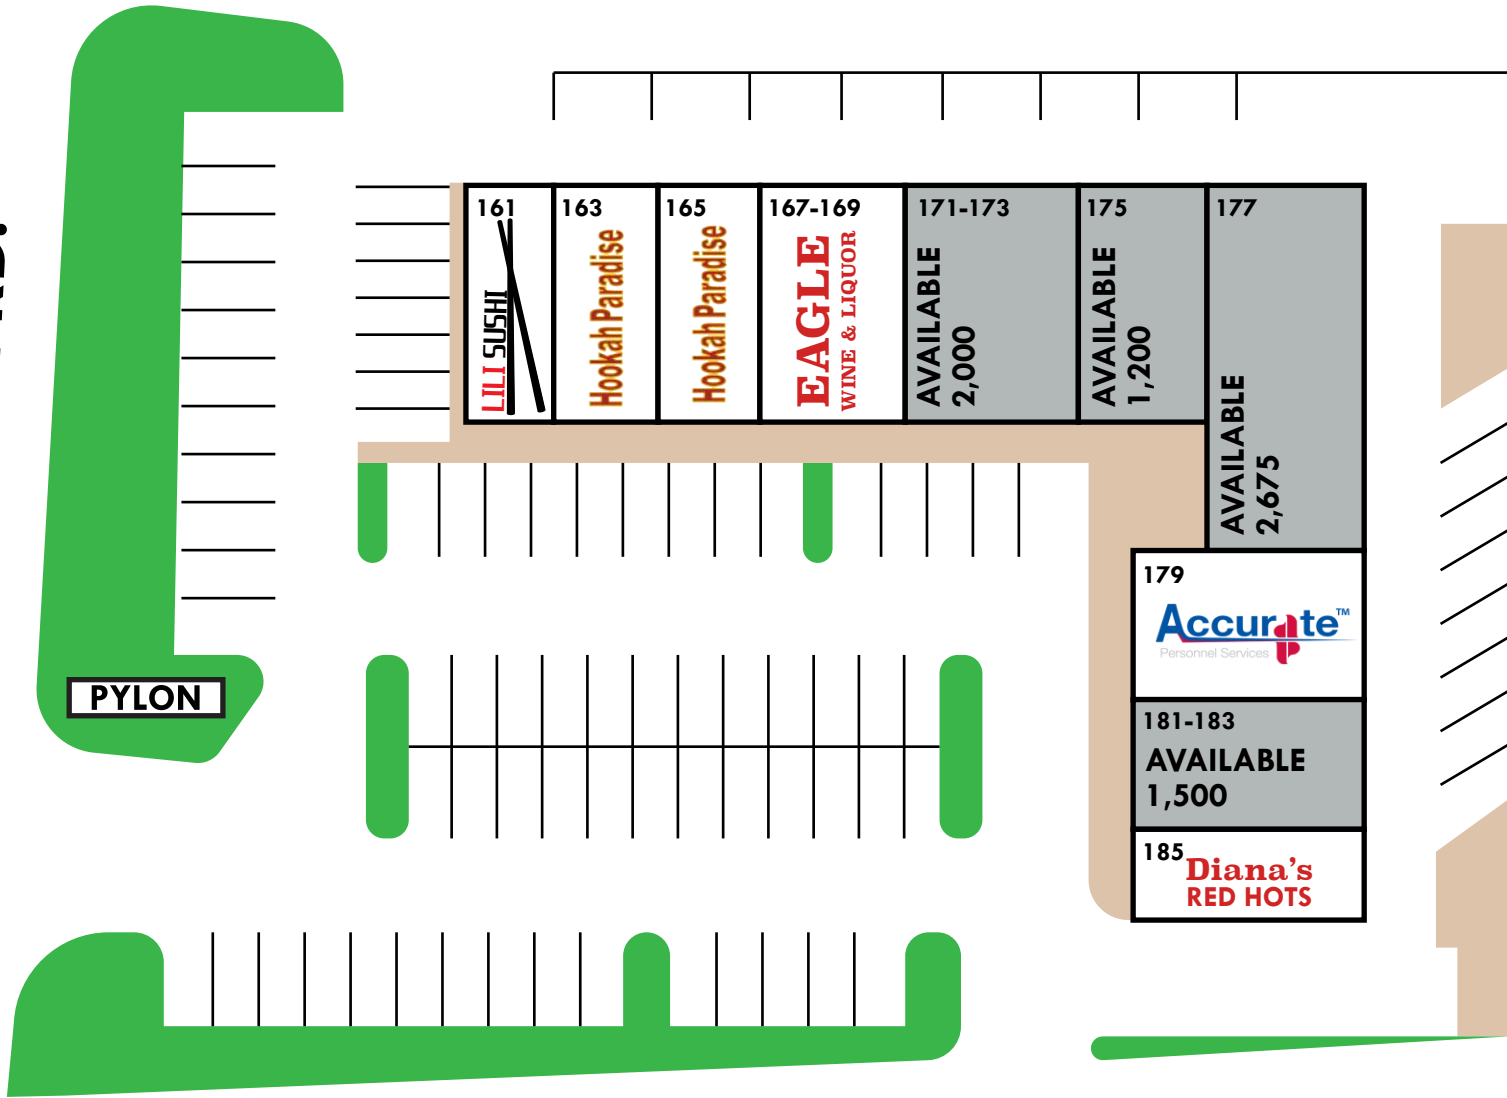 161
LILI SUSHI
163
Hookah Paradise
165
Hookah Paradise
167-169
EAGLE
WINE & LIQUOR
171-173
AVAILABLE
2,000
175
AVAILABLE
1,200
177
AVAILABLE
2,675
179
Accurate™
Personnel Services
181-183
AVAILABLE
1,500
185
Diana's
RED HOTS
PYLON